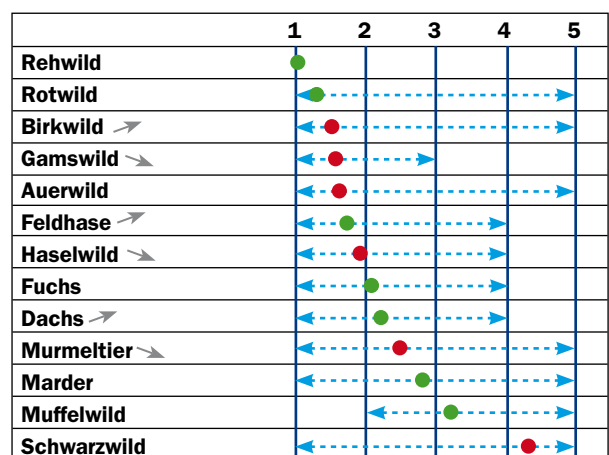 1 2 3 4 5
Rehwild
Rotwild
Birkwild
Gamswild
Auerwild
Feldhase
Haselwild
Fuchs
Dachs
Murmeltier
Marder
Muffelwild
Schwarzwild